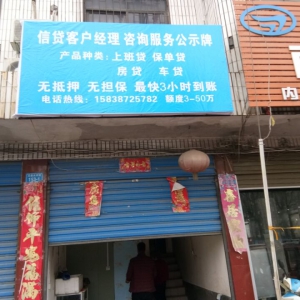 信贷客户经理 咨询服务公示牌
产品种类：上班贷 保单贷
房贷 车贷
无抵押 无担保 最快3小时到账
电话热线：15838725782 额度3-50万
内